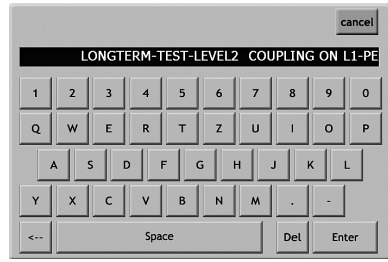 cancel
LONGTERM-TEST-LEVEL2 COUPLING ON L1-PE
1 2 3 4 5 6 7 8 9 0
Q W E R T Z U I O P
A S D F G H J K L
Y X C V B N M . -
<-- Space Del Enter